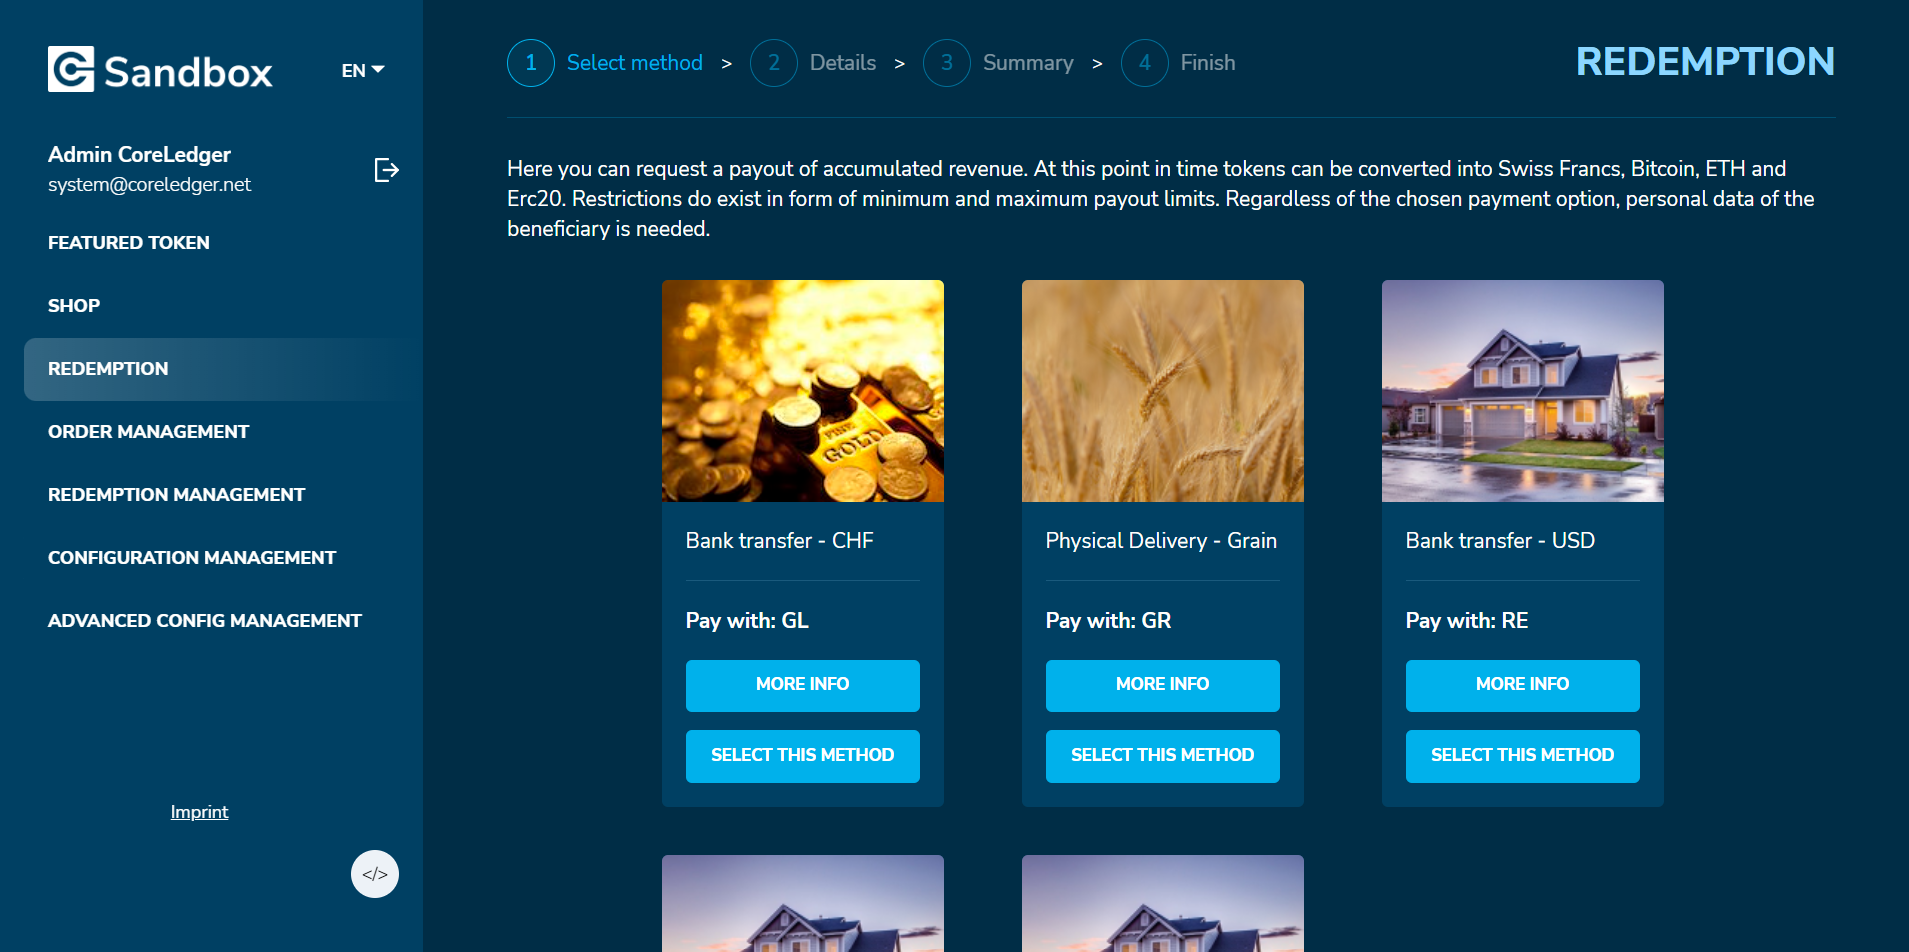 Sandbox
EN
Admin CoreLedger
system@coreledger.net
FEATURED TOKEN
SHOP
REDEMPTION
ORDER MANAGEMENT
REDEMPTION MANAGEMENT
CONFIGURATION MANAGEMENT
ADVANCED CONFIG MANAGEMENT
Imprint
</>
1 Select method > 2 Details > 3 Summary > 4 Finish
REDEMPTION
Here you can request a payout of accumulated revenue. At this point in time tokens can be converted into Swiss Francs, Bitcoin, ETH and
Erc20. Restrictions do exist in form of minimum and maximum payout limits. Regardless of the chosen payment option, personal data of the
beneficiary is needed.
FINE
GOLD
Bank transfer - CHF
Pay with: GL
MORE INFO
SELECT THIS METHOD
Physical Delivery - Grain
Pay with: GR
MORE INFO
SELECT THIS METHOD
Bank transfer - USD
Pay with: RE
MORE INFO
SELECT THIS METHOD